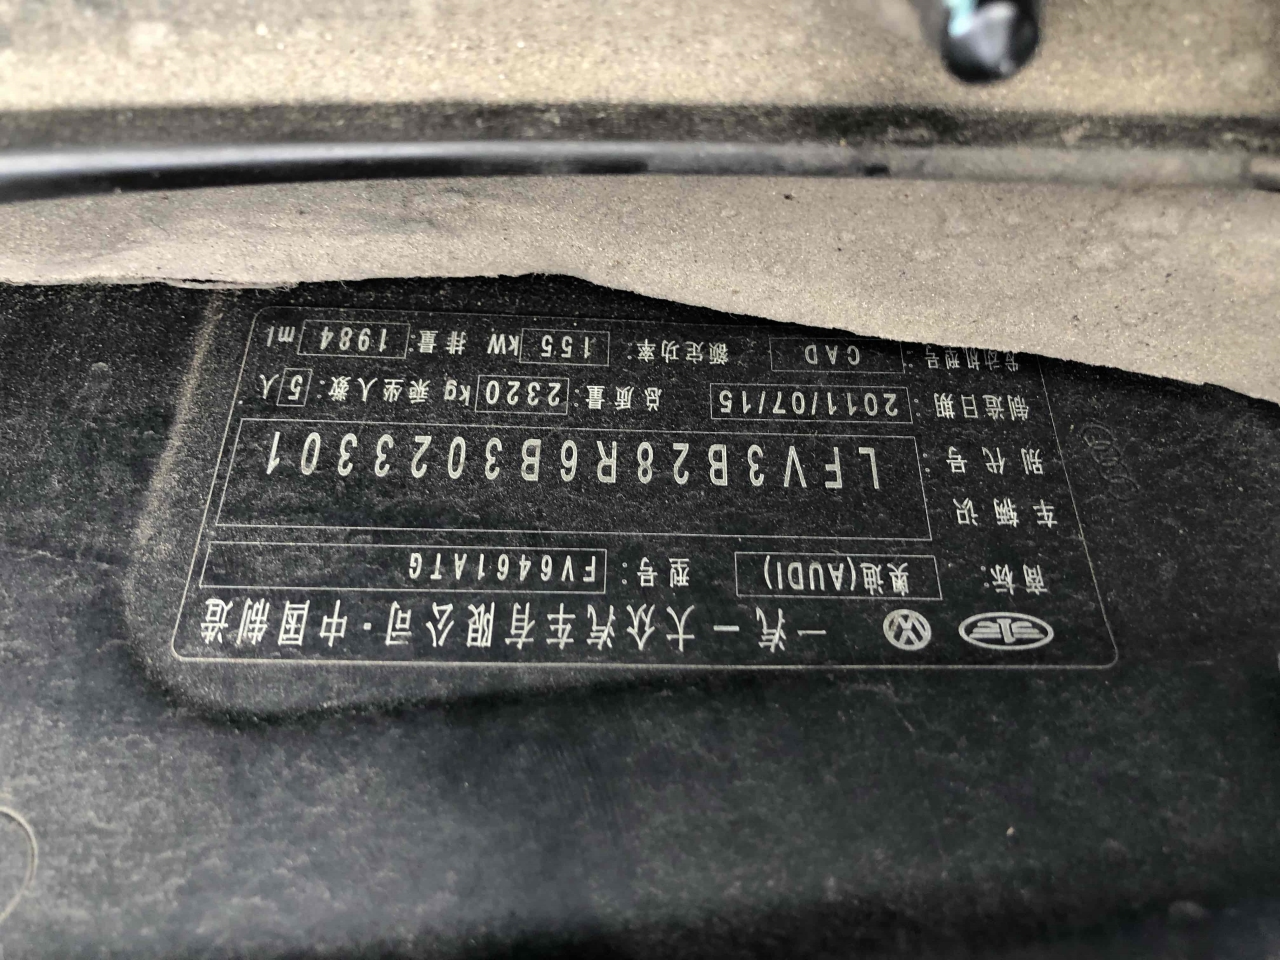 一汽－大众汽车有限公司·中国制造
商标: 奥迪(AUDI) 型号: FV6461ATG
车辆识
别代号: LFV3B28R6B3023301
制造日期: 2011/07/15 总质量: 2320 kg 乘坐人数: 5 人
发动机型号: CAD 额定功率: 155 kW 排量: 1984 ml